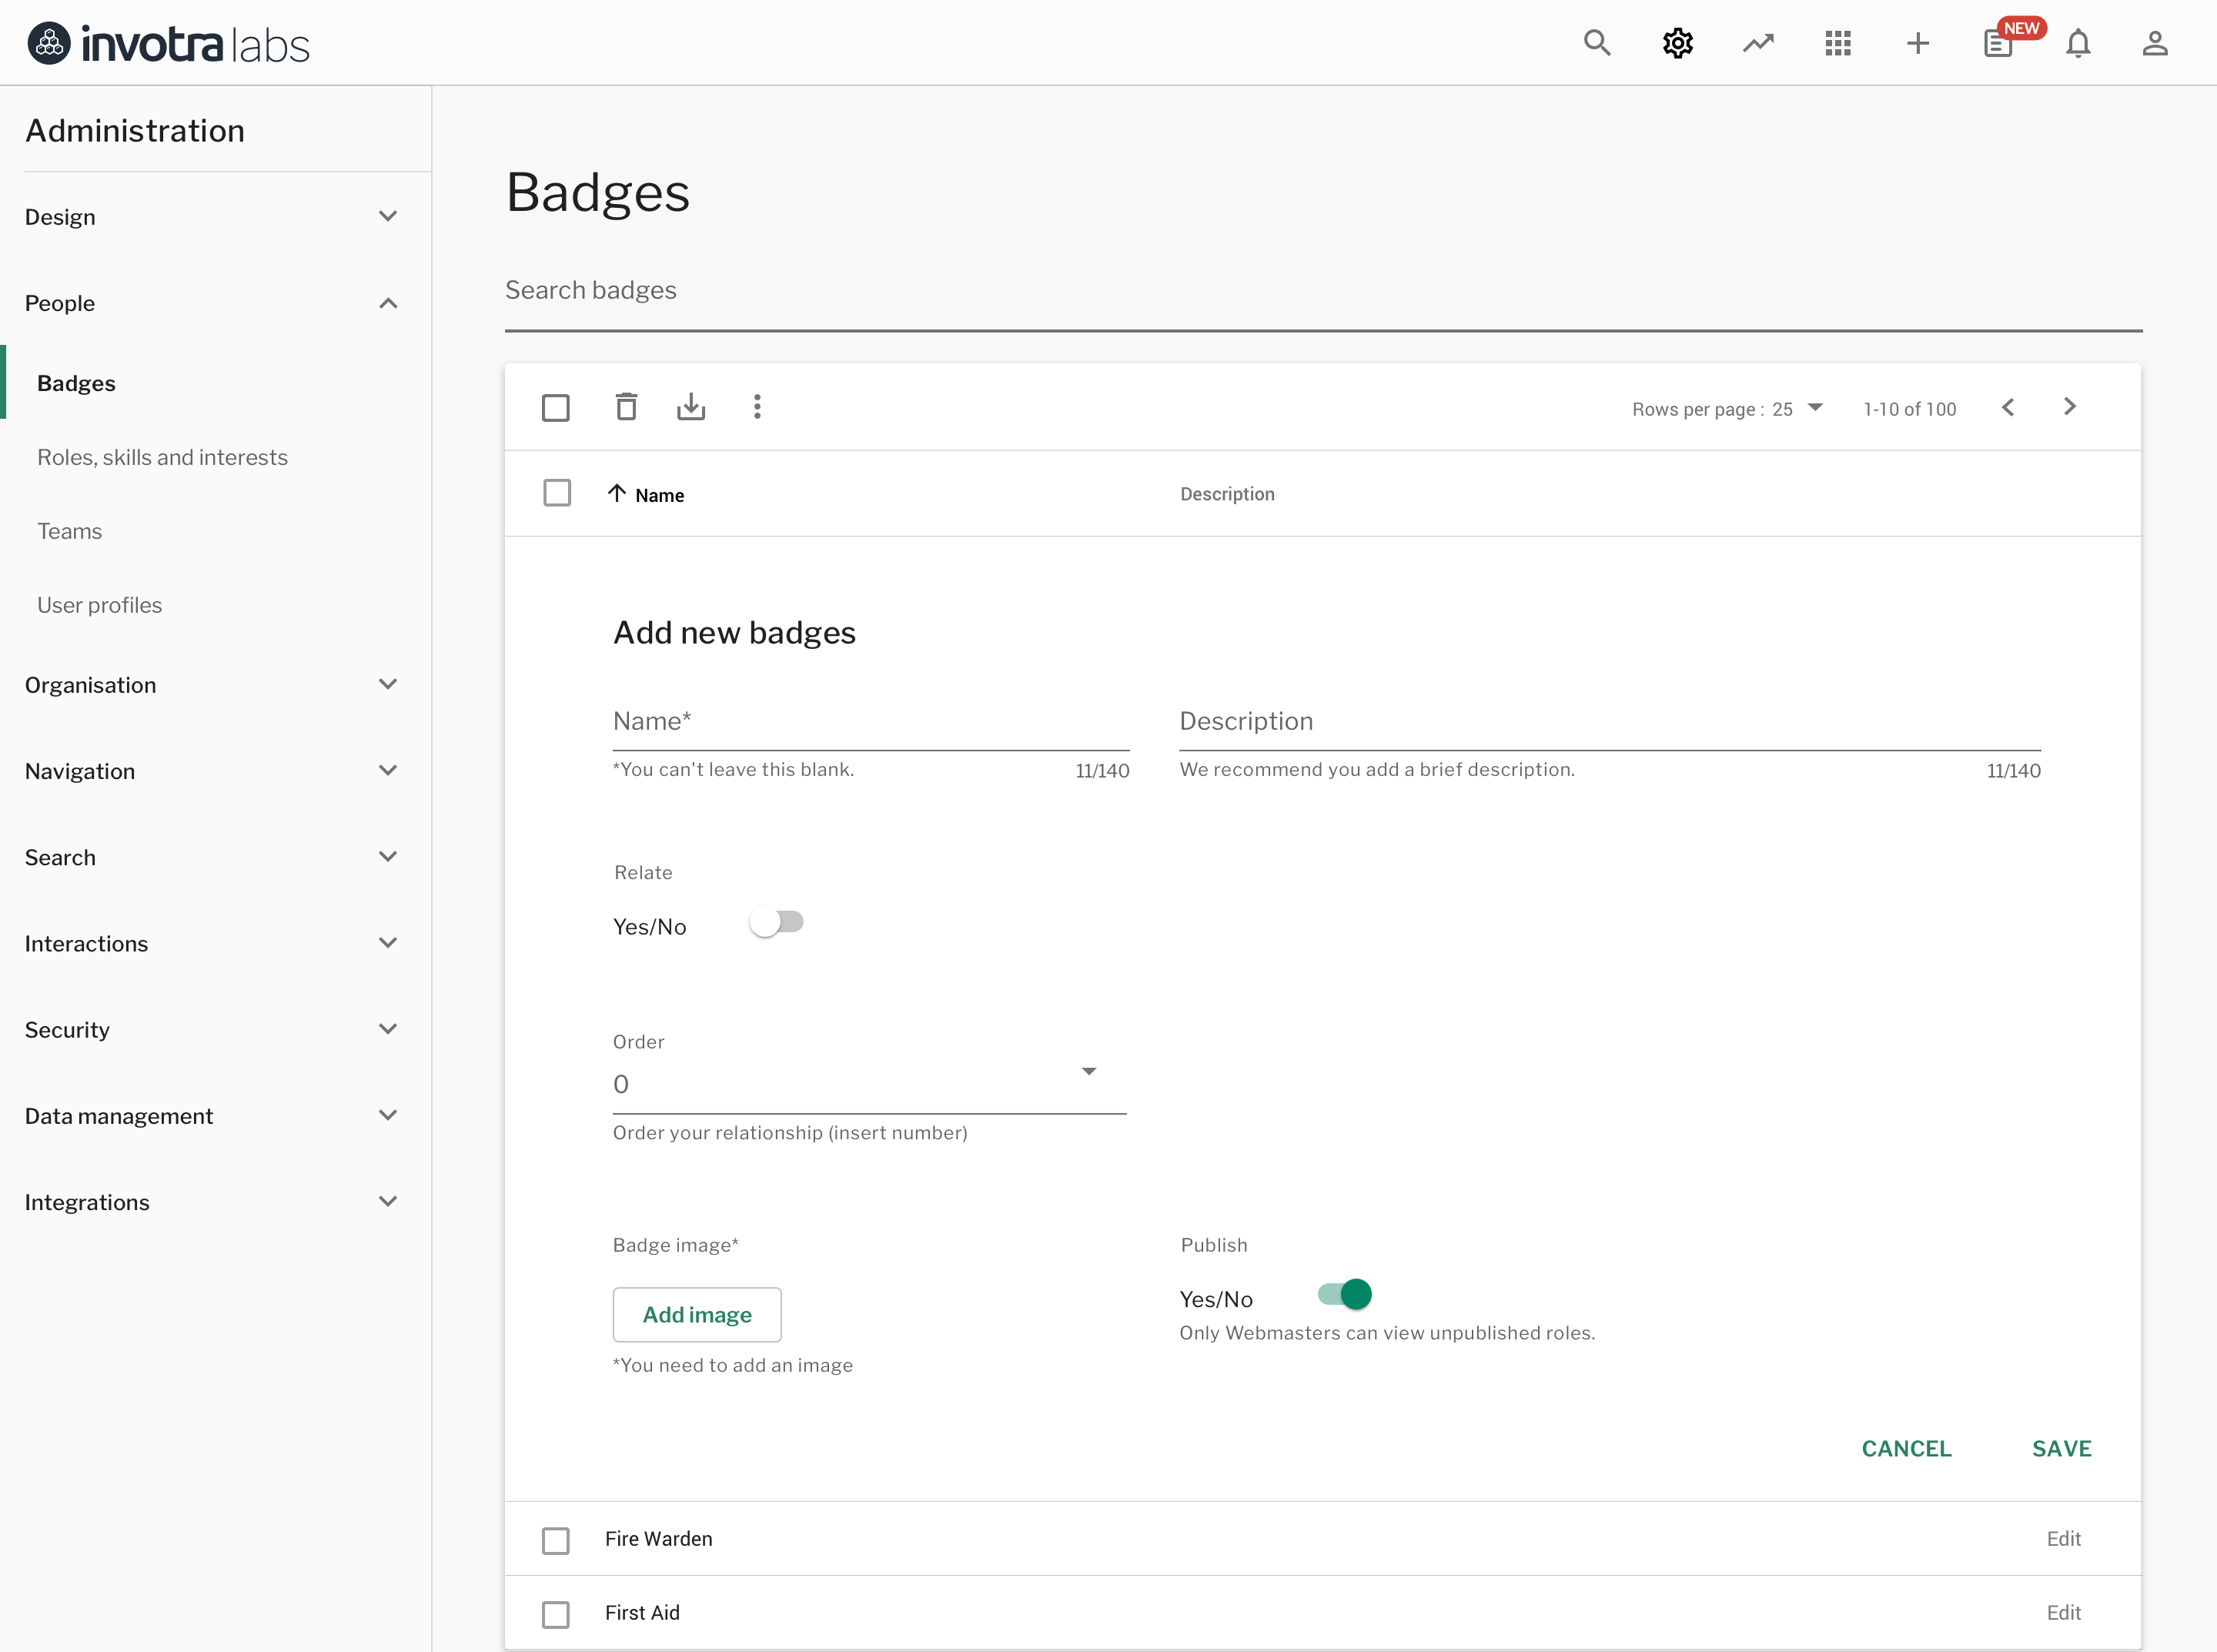 invotra labs
NEW
Administration
Design
People
Badges
Roles, skills and interests
Teams
User profiles
Organisation
Navigation
Search
Interactions
Security
Data management
Integrations
Badges
Search badges
Rows per page : 25
1-10 of 100
Name
Description
Add new badges
Name*
Description
*You can't leave this blank.
11/140
We recommend you add a brief description.
11/140
Relate
Yes/No
Order
0
Order your relationship (insert number)
Badge image*
Publish
Add image
Yes/No
Only Webmasters can view unpublished roles.
*You need to add an image
CANCEL
SAVE
Fire Warden
Edit
First Aid
Edit